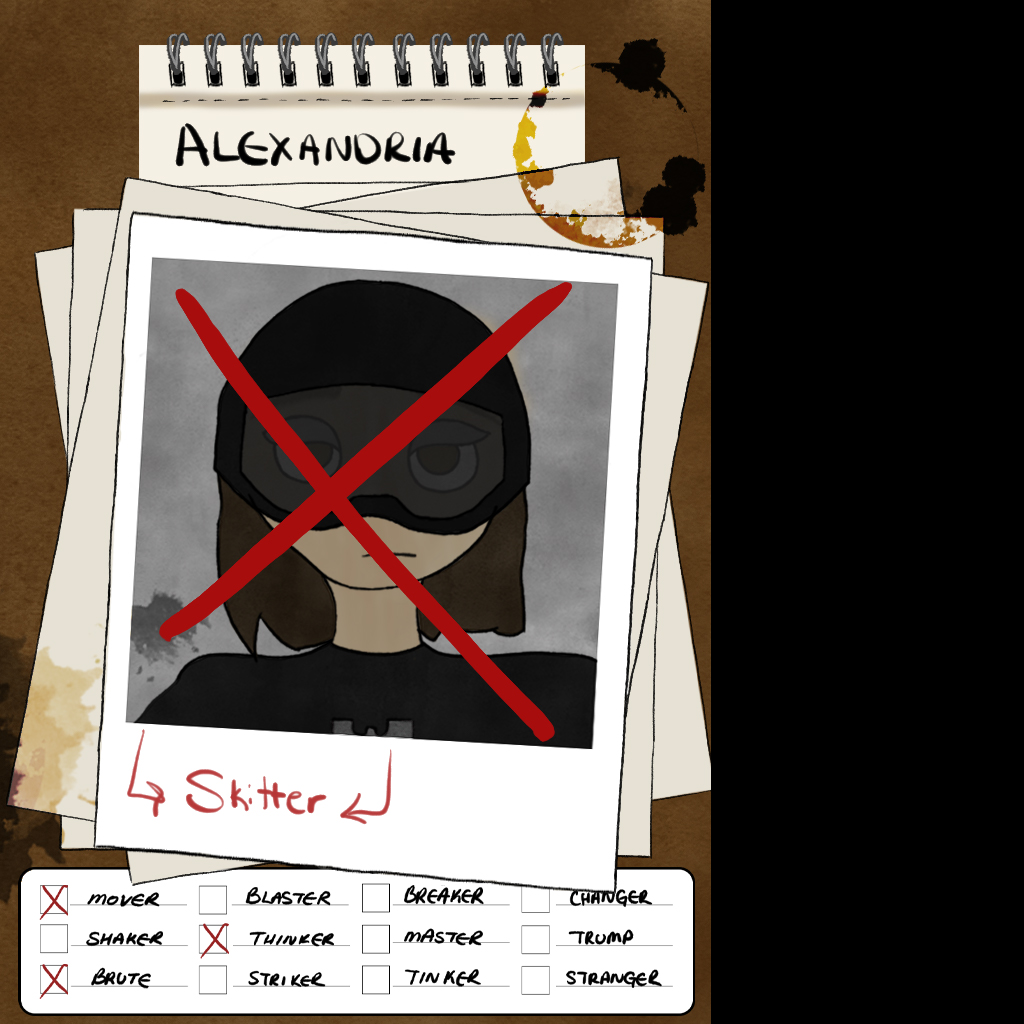 ALEXANDRIA
Skitter
MOVER BLASTER BREAKER CHANGER
SHAKER THINKER MASTER TRUMP
BRUTE STRIKER TINKER STRANGER